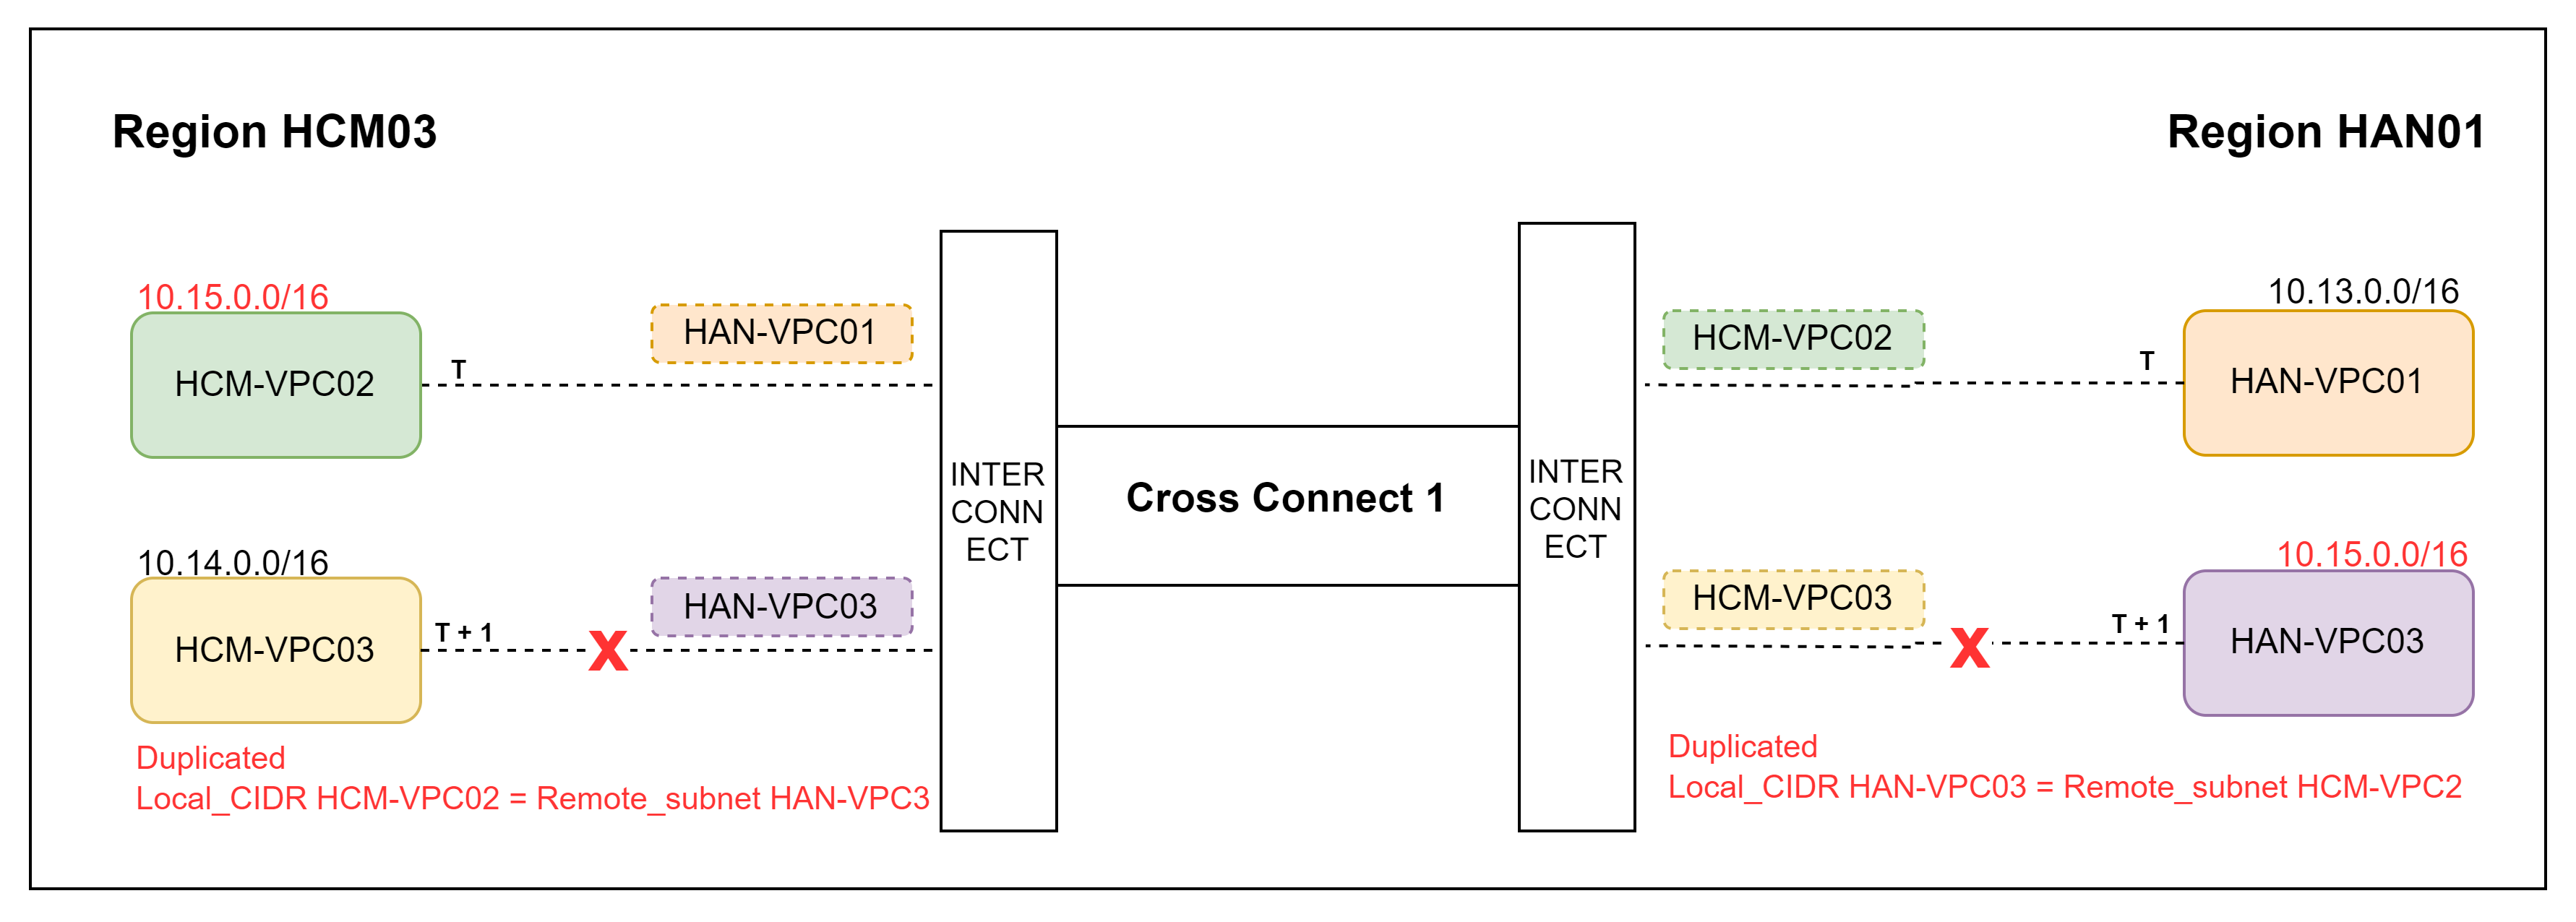 Region HCM03
Region HAN01
10.15.0.0/16
HCM-VPC02
T
HAN-VPC01
INTER
CONN
ECT
Cross Connect 1
INTER
CONN
ECT
HCM-VPC02
T
10.13.0.0/16
HAN-VPC01
10.14.0.0/16
HCM-VPC03
T + 1
X
HAN-VPC03
HCM-VPC03
X
T + 1
10.15.0.0/16
HAN-VPC03
Duplicated
Local_CIDR HCM-VPC02 = Remote_subnet HAN-VPC3
Duplicated
Local_CIDR HAN-VPC03 = Remote_subnet HCM-VPC2